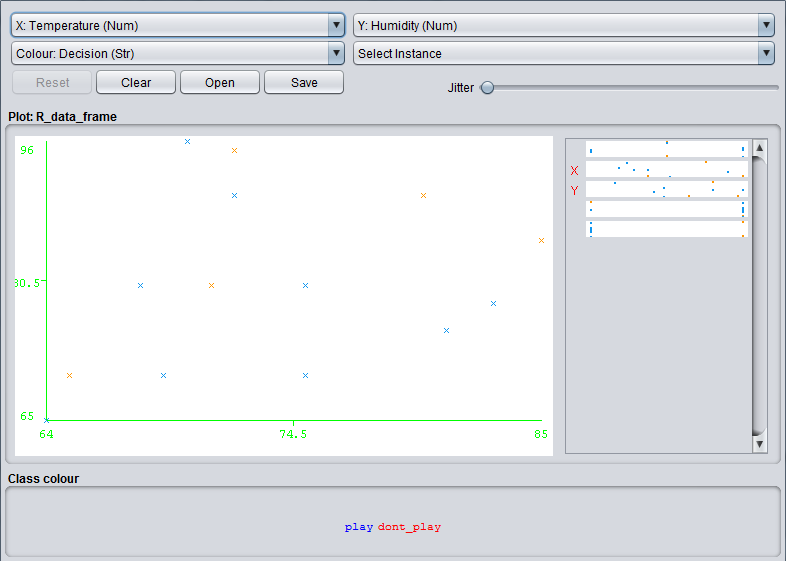 X: Temperature (Num) Y: Humidity (Num)
Colour: Decision (Str) Select Instance
Reset Clear Open Save Jitter
Plot: R_data_frame
96
X
Y
30.5
65
64 74.5 85
Class colour
play dont_play